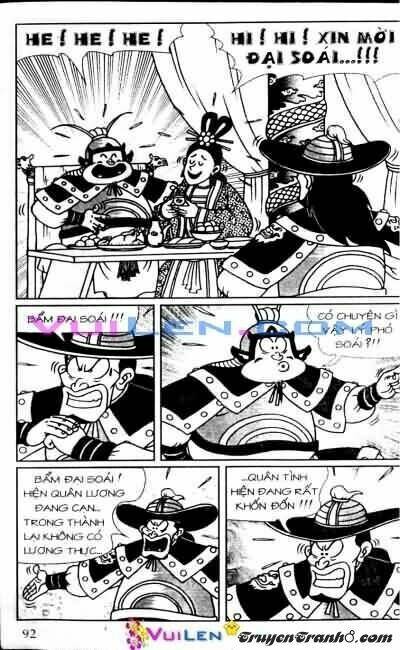 HE! HE! HE!
HI! HI! XIN MỜI
ĐẠI SOÁI...!!!
BẨM ĐẠI SOÁI!!!
CÓ CHUYỆN GÌ
VẬY PHÓ
SOÁI?!!
VUILEN.COM
BẨM ĐẠI SOÁI!
HIỆN QUÂN LƯƠNG
ĐANG CẠN...
TRONG THÀNH
LẠI KHÔNG CÓ
LƯƠNG THỰC...
...QUÂN TÌNH
HIỆN ĐANG RẤT
KHỐN ĐỐN!!!
92
VUILEN
TruyenTranh8.com